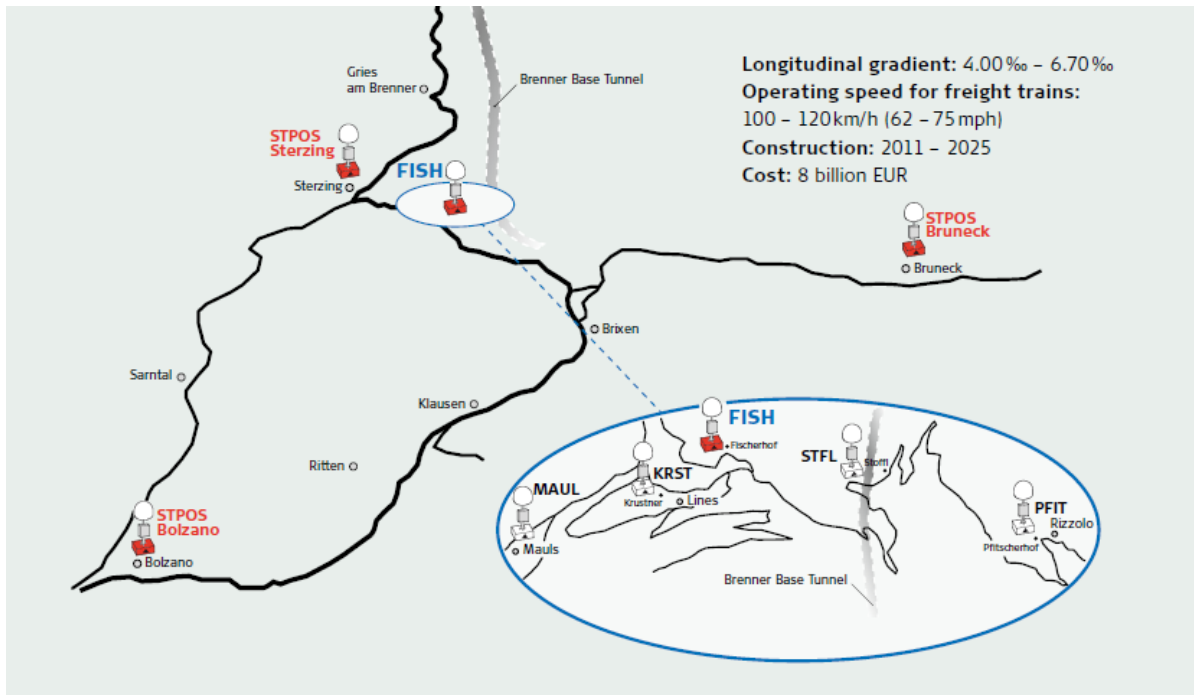 Gries
am Brenner
Brenner Base Tunnel
Longitudinal gradient: 4.00 ‰ – 6.70 ‰
Operating speed for freight trains:
100 – 120 km/h (62 – 75 mph)
Construction: 2011 – 2025
Cost: 8 billion EUR
STPOS
Sterzing
Sterzing
FISH
STPOS
Bruneck
Bruneck
Brixen
Sarntal
Klausen
Ritten
STPOS
Bolzano
Bolzano
FISH
Fischerhof
STFL
Stoffl
KRST
Krustner
Lines
MAUL
Mauls
PFIT
Rizzolo
Pfitscherhof
Brenner Base Tunnel